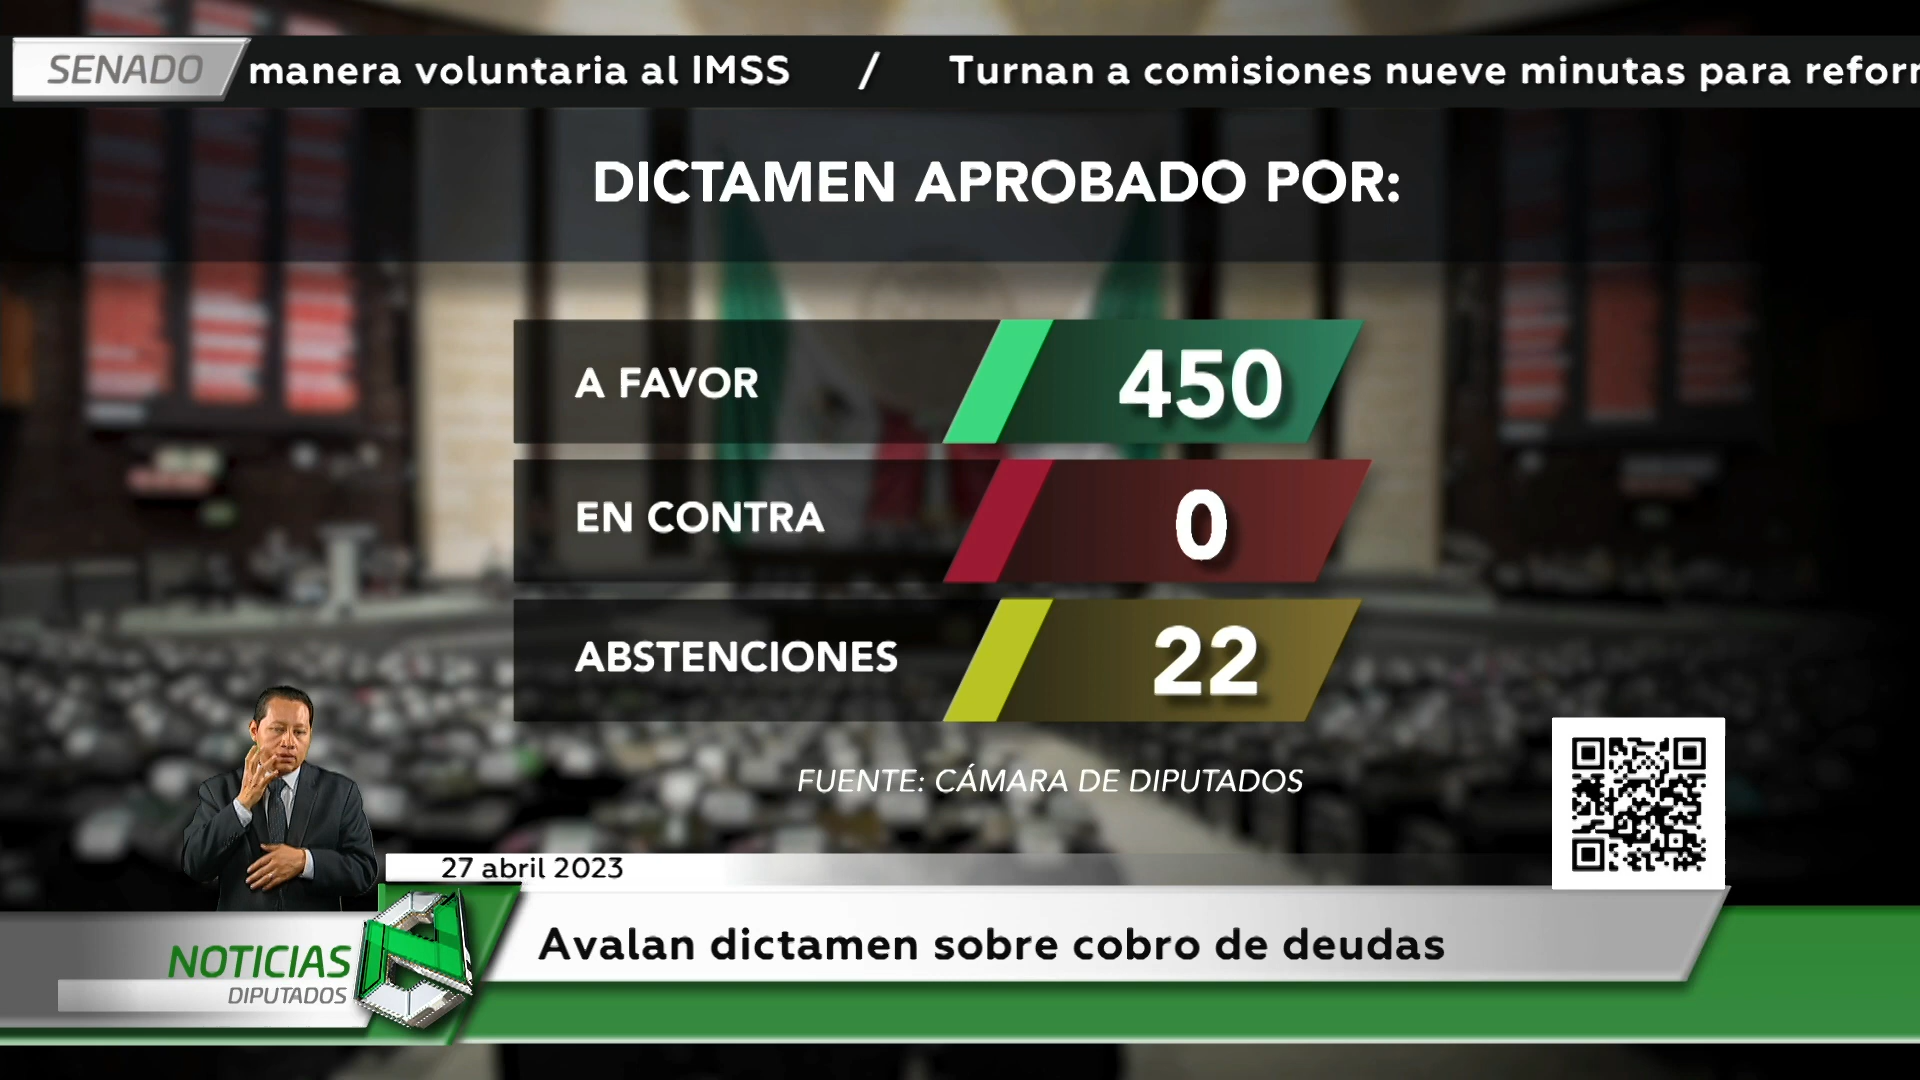 SENADO
manera voluntaria al IMSS / Turnan a comisiones nueve minutas para refor
DICTAMEN APROBADO POR:
A FAVOR 450
EN CONTRA 0
ABSTENCIONES 22
FUENTE: CÁMARA DE DIPUTADOS
27 abril 2023
Avalan dictamen sobre cobro de deudas
NOTICIAS
DIPUTADOS